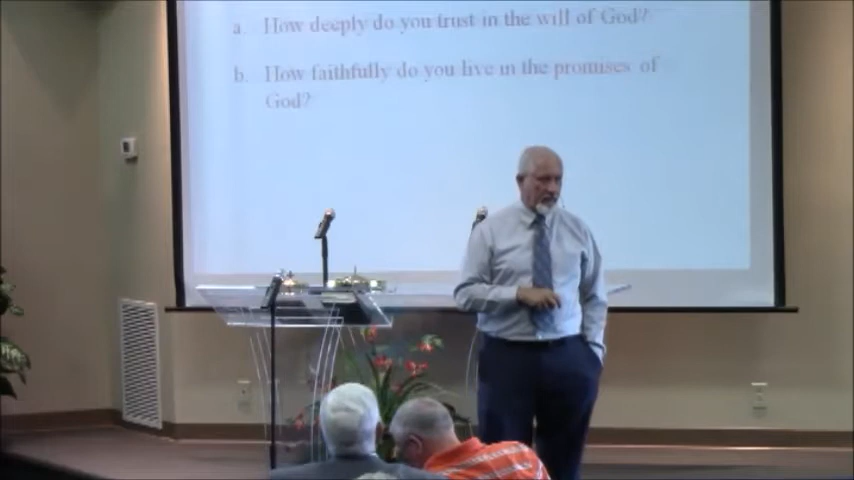 a. How deeply do you trust in the will of God?
b. How faithfully do you live in the promises of
God?